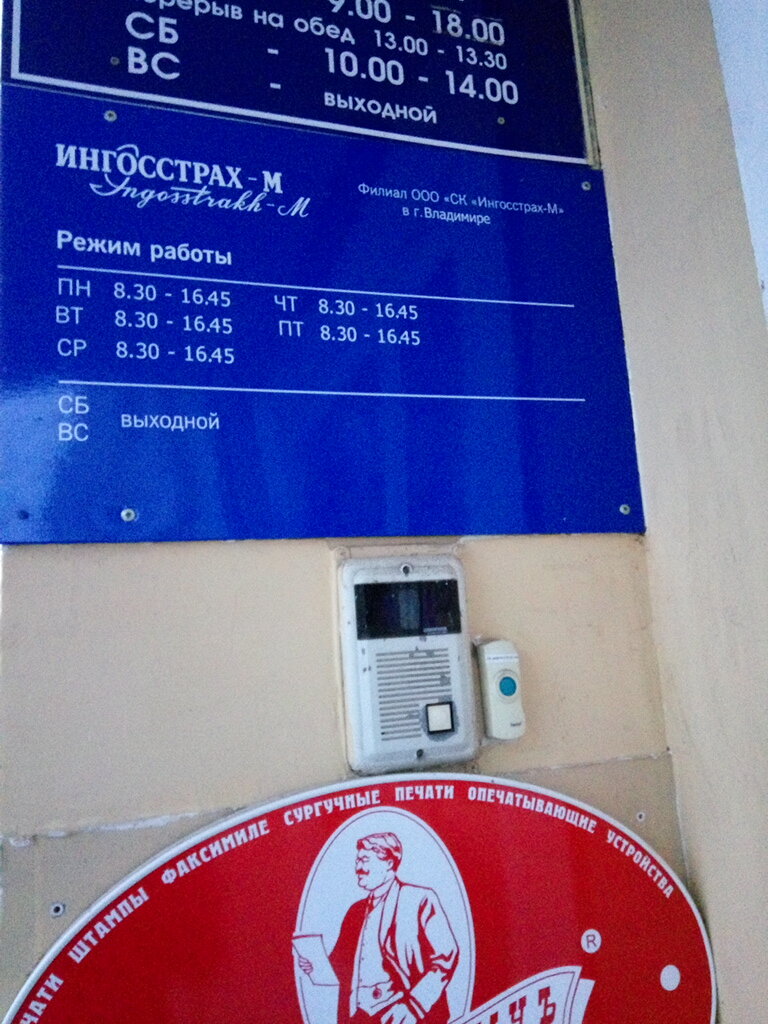 9.00 - 18.00
перерыв на обед 13.00 - 13.30
СБ - 10.00 - 14.00
ВС - выходной
ИНГОССТРАХ-М
Ingosstrakh-M
Филиал ООО «СК «Ингосстрах-М»
в г.Владимире
Режим работы
ПН 8.30 - 16.45 ЧТ 8.30 - 16.45
ВТ 8.30 - 16.45 ПТ 8.30 - 16.45
СР 8.30 - 16.45
СБ
ВС выходной
ШТАМПЫ ФАКСИМИЛЕ СУРГУЧНЫЕ ПЕЧАТИ ОПЕЧАТЫВАЮЩИЕ УСТРОЙСТВА
®